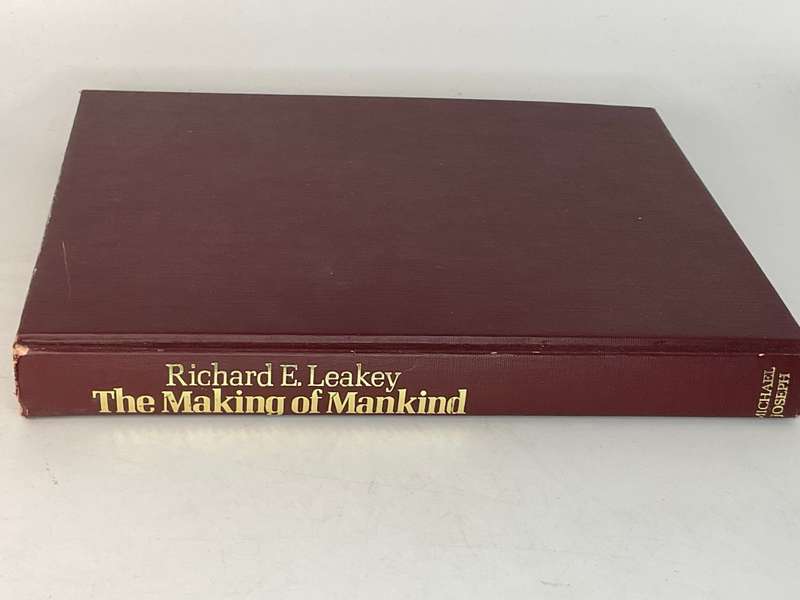 Richard E. Leakey
The Making of Mankind
MICHAEL
JOSEPH